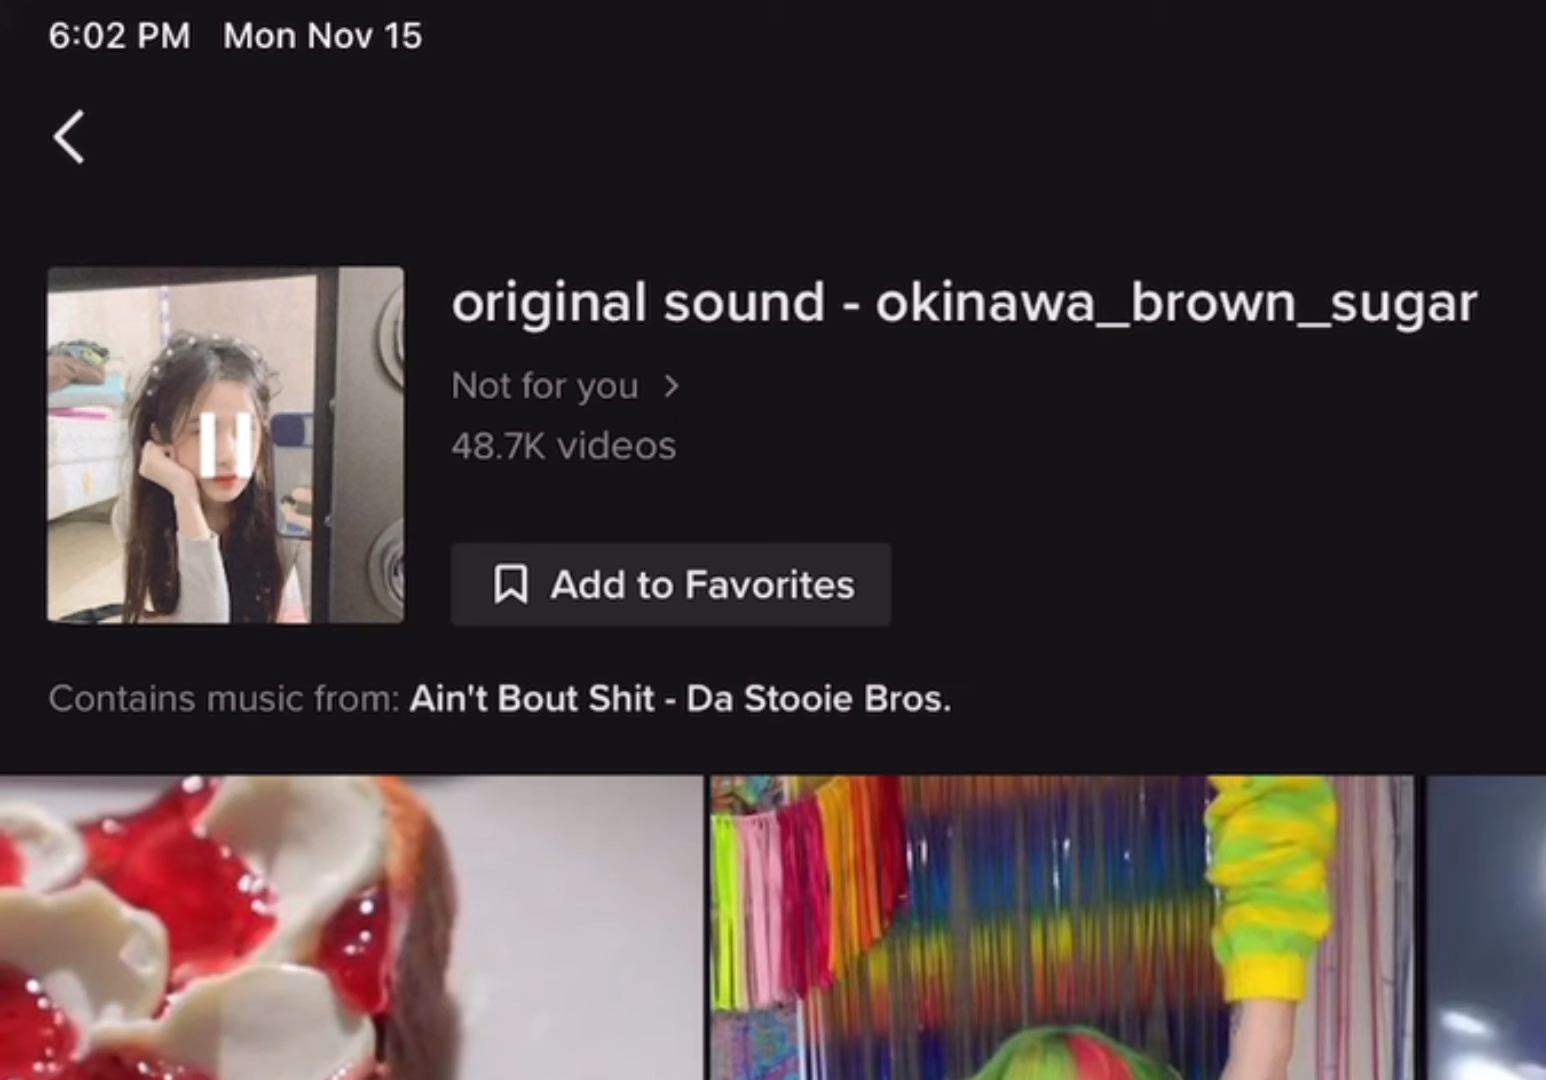 6:02 PM Mon Nov 15
original sound - okinawa_brown_sugar
Not for you >
48.7K videos
Add to Favorites
Contains music from: Ain't Bout Shit - Da Stooie Bros.